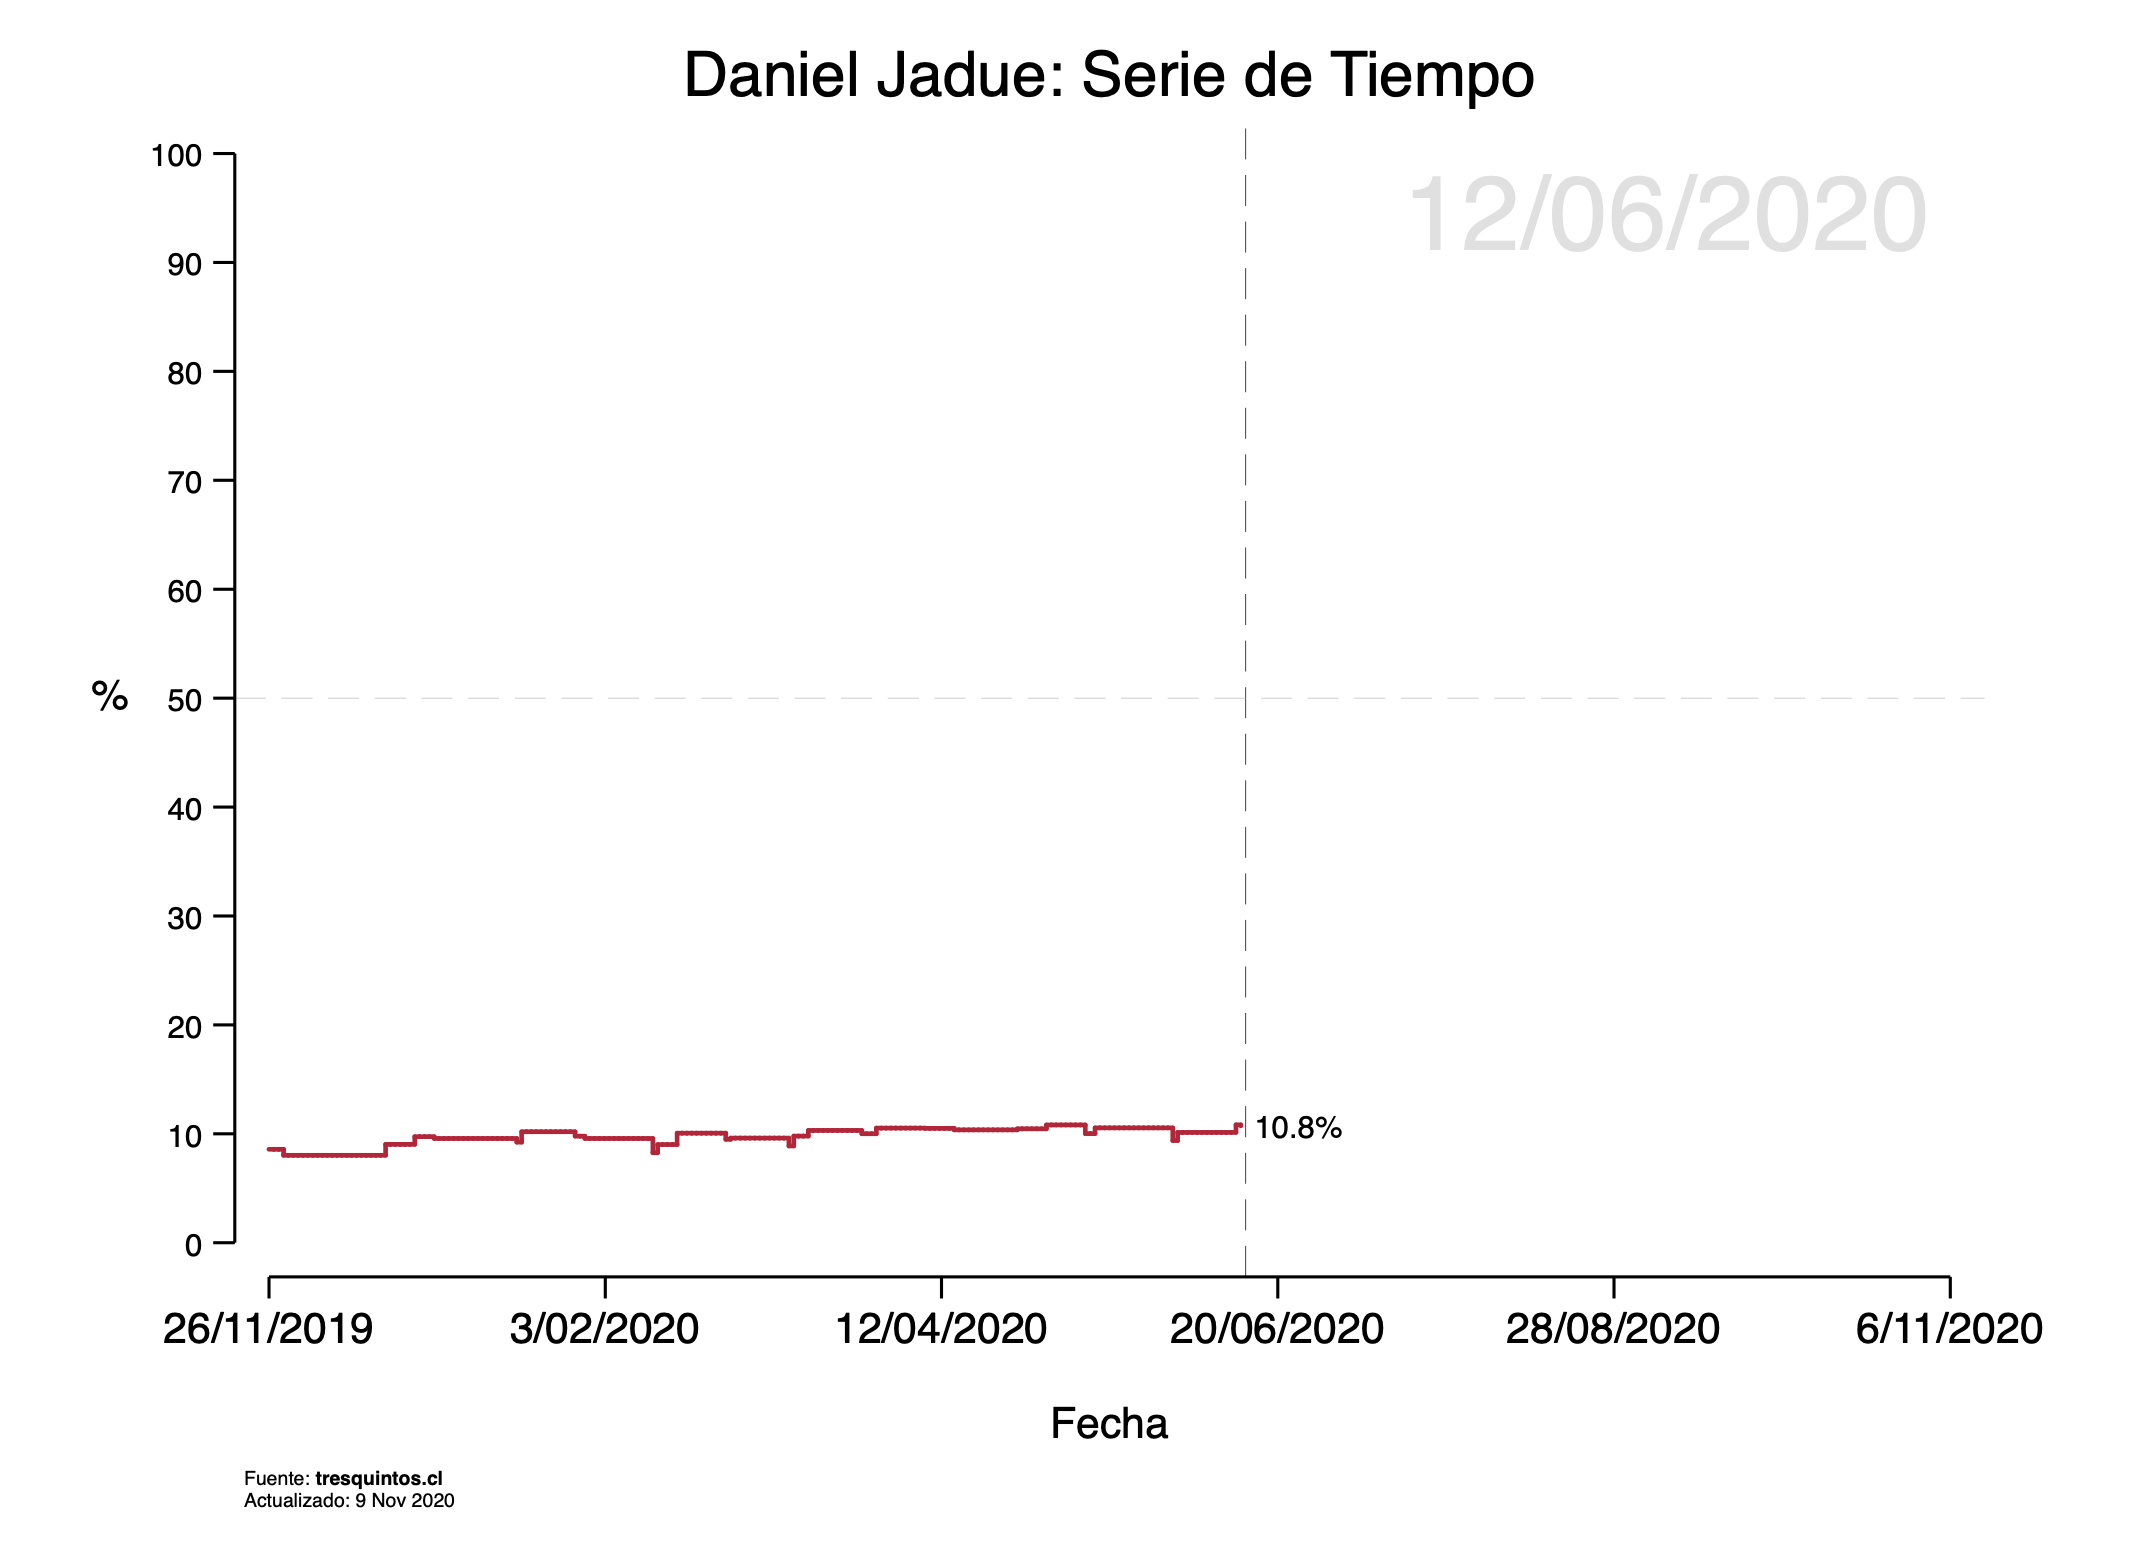 Daniel Jadue: Serie de Tiempo
12/06/2020
100
90
80
70
60
50
40
30
20
10
0
%
10.8%
26/11/2019 3/02/2020 12/04/2020 20/06/2020 28/08/2020 6/11/2020
Fecha
Fuente: tresquintos.cl
Actualizado: 9 Nov 2020